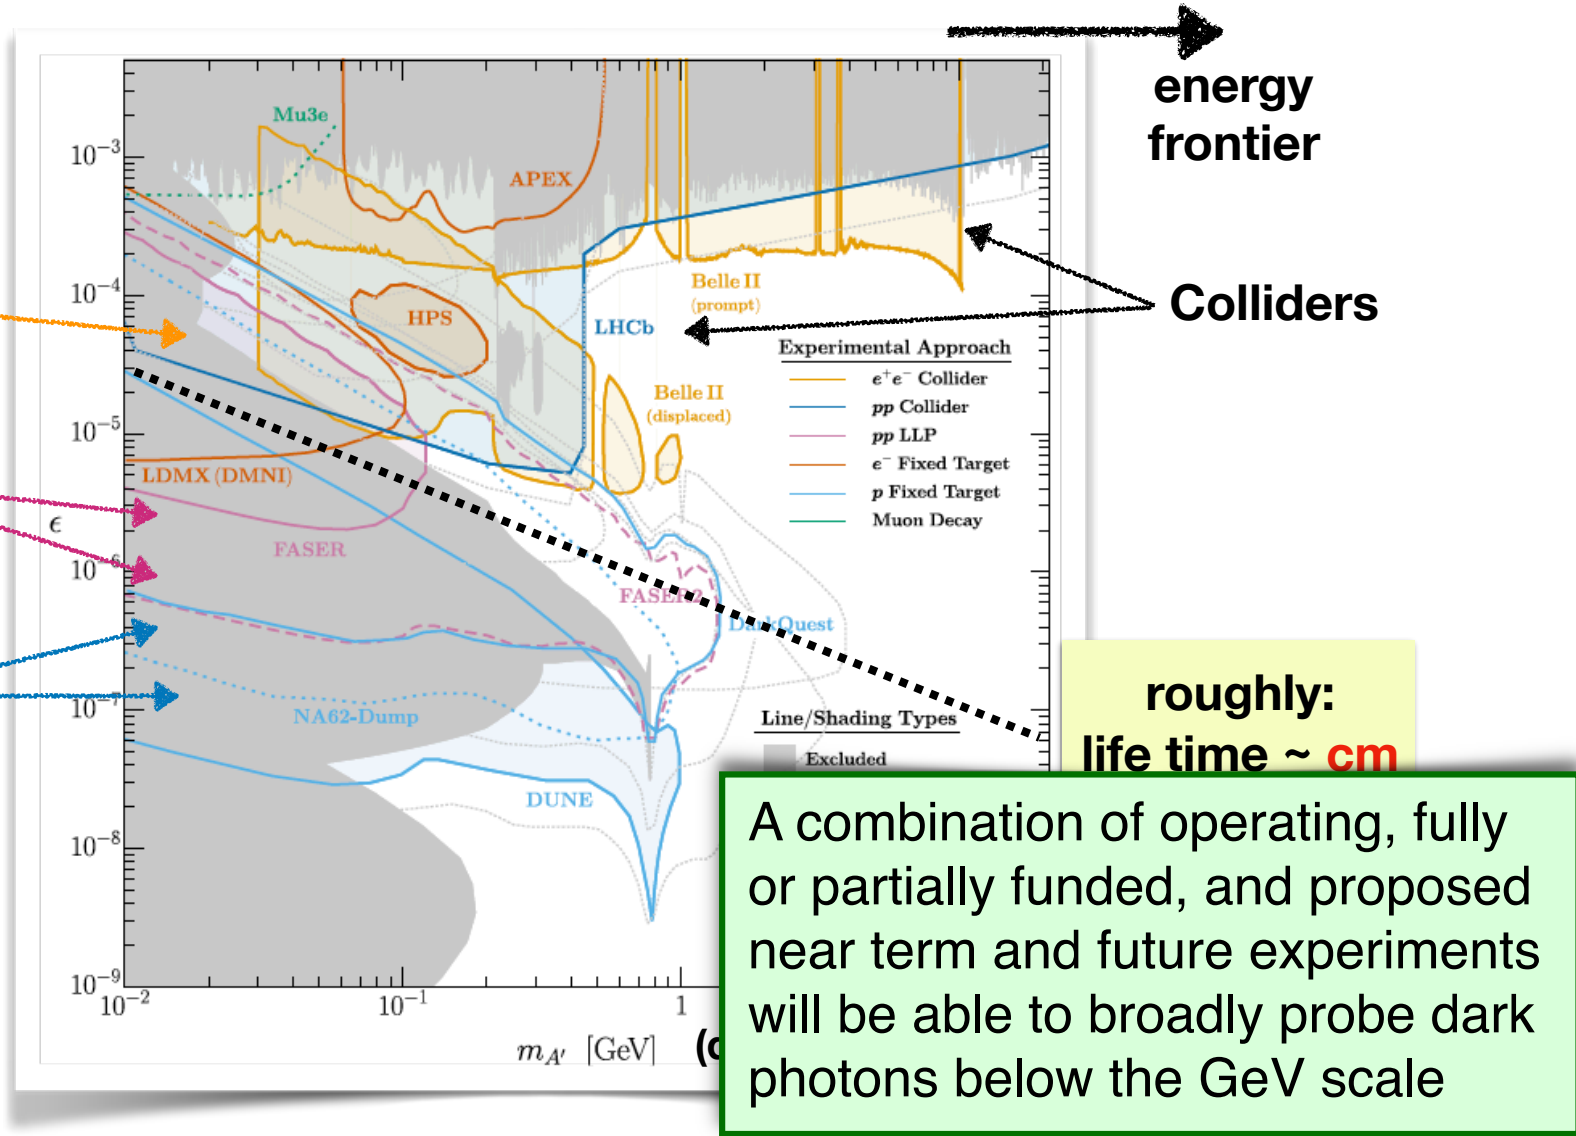 energy
frontier
Mu3e
10⁻³
APEX
10⁻⁴
Belle II
(prompt)
Colliders
HPS
LHCb
Experimental Approach
e⁺e⁻ Collider
pp Collider
pp LLP
e⁻ Fixed Target
p Fixed Target
Muon Decay
Belle II
(displaced)
10⁻⁵
LDMX (DMNI)
ϵ
FASER
10⁻⁶
FASER2
DarkQuest
roughly:
life time ~ cm
10⁻⁷
NA62-Dump
Line/Shading Types
Excluded
DUNE
10⁻⁸
10⁻⁹
10⁻²
10⁻¹
1
m_A′ [GeV]
A combination of operating, fully
or partially funded, and proposed
near term and future experiments
will be able to broadly probe dark
photons below the GeV scale